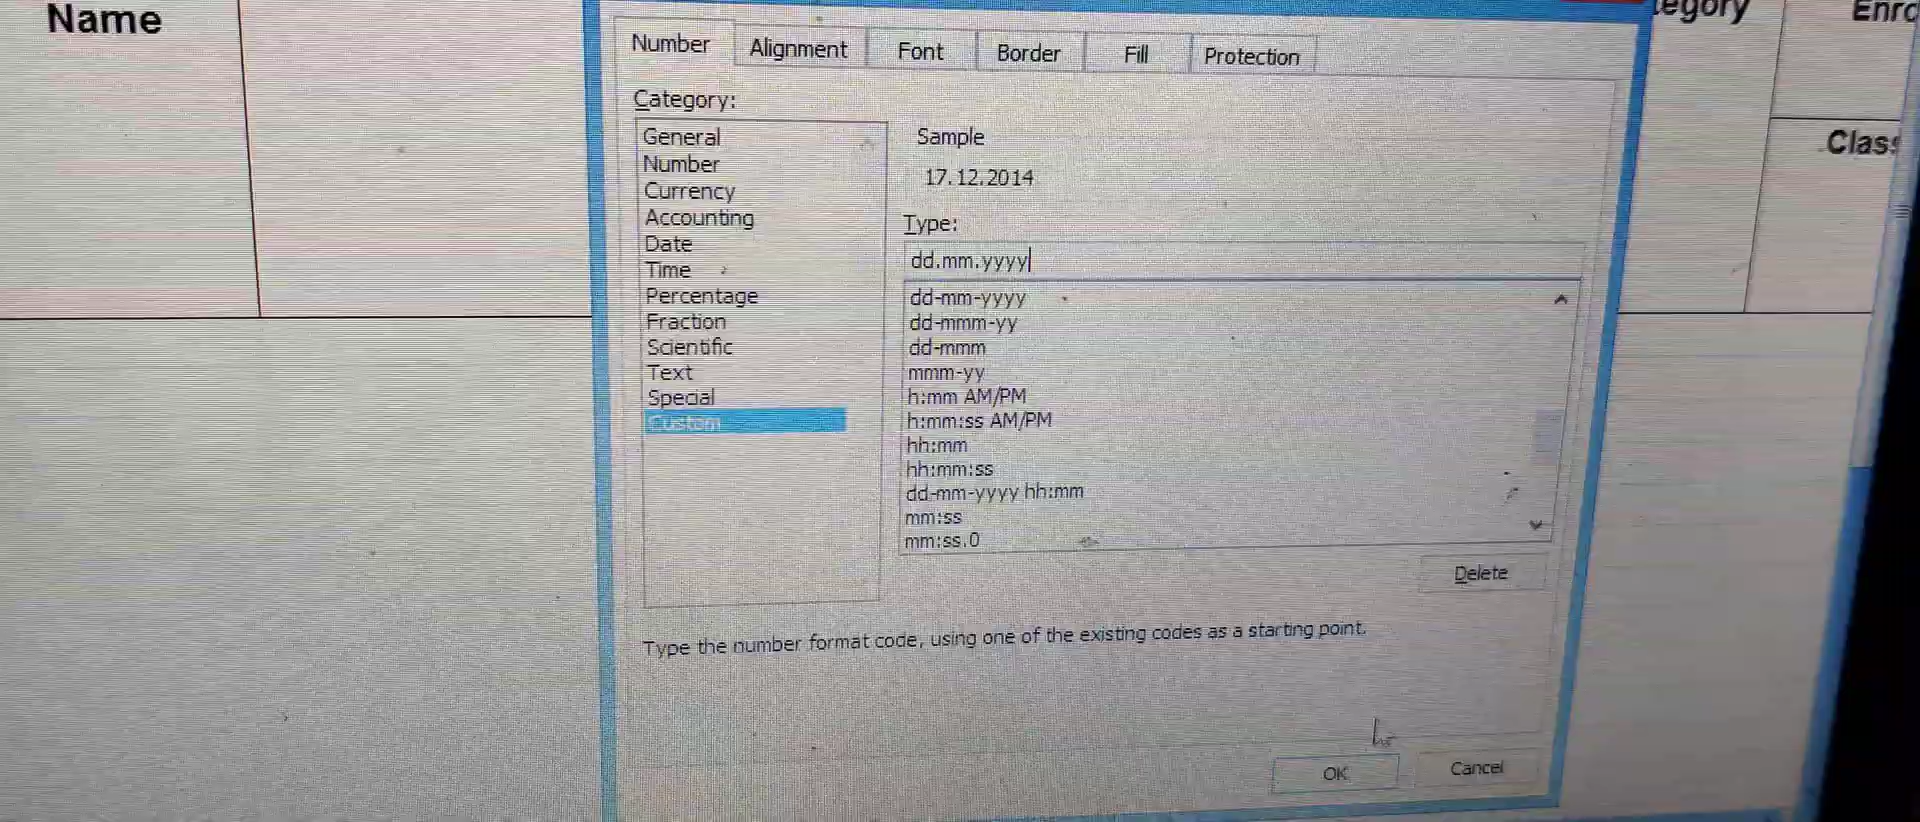 Name
Number Alignment Font Border Fill Protection
Category:
General
Number
Currency
Accounting
Date
Time
Percentage
Fraction
Scientific
Text
Special
Custom
Sample
17.12.2014
Type:
dd.mm.yyyy
dd-mm-yyyy
dd-mmm-yy
dd-mmm
mmm-yy
h:mm AM/PM
h:mm:ss AM/PM
hh:mm
hh:mm:ss
dd-mm-yyyy hh:mm
mm:ss
mm:ss.0
Delete
Type the number format code, using one of the existing codes as a starting point.
OK Cancel
tegory
Enro
Class